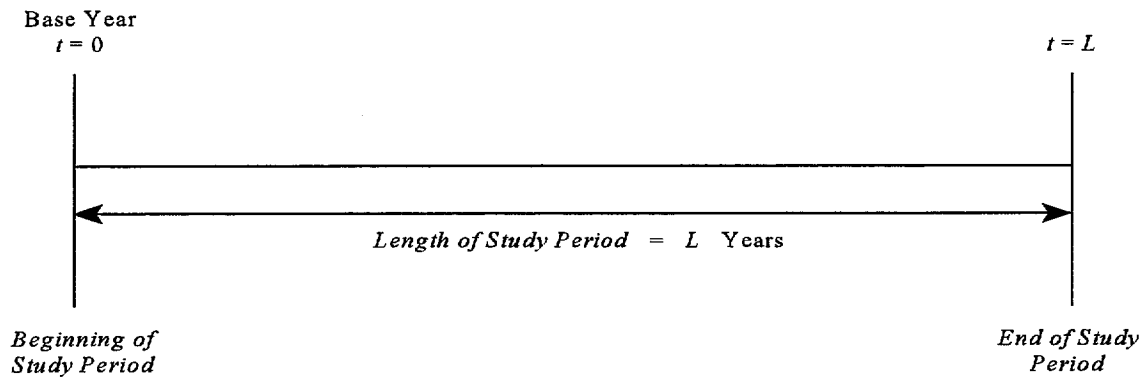 Base Year
t = 0
t = L
Length of Study Period = L Years
Beginning of
Study Period
End of Study
Period